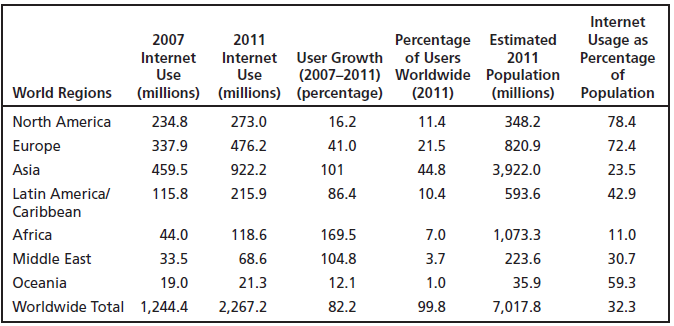 Internet
2007 2011 Percentage Estimated Usage as
Internet Internet User Growth of Users 2011 Percentage
Use Use (2007–2011) Worldwide Population of
World Regions (millions) (millions) (percentage) (2011) (millions) Population
North America 234.8 273.0 16.2 11.4 348.2 78.4
Europe 337.9 476.2 41.0 21.5 820.9 72.4
Asia 459.5 922.2 101 44.8 3,922.0 23.5
Latin America/ 115.8 215.9 86.4 10.4 593.6 42.9
Caribbean
Africa 44.0 118.6 169.5 7.0 1,073.3 11.0
Middle East 33.5 68.6 104.8 3.7 223.6 30.7
Oceania 19.0 21.3 12.1 1.0 35.9 59.3
Worldwide Total 1,244.4 2,267.2 82.2 99.8 7,017.8 32.3